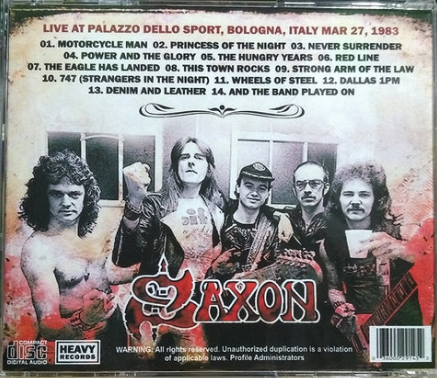 LIVE AT PALAZZO DELLO SPORT, BOLOGNA, ITALY MAR 27, 1983
01. MOTORCYCLE MAN 02. PRINCESS OF THE NIGHT 03. NEVER SURRENDER
04. POWER AND THE GLORY 05. THE HUNGRY YEARS 06. RED LINE
07. THE EAGLE HAS LANDED 08. THIS TOWN ROCKS 09. STRONG ARM OF THE LAW
10. 747 (STRANGERS IN THE NIGHT) 11. WHEELS OF STEEL 12. DALLAS 1PM
13. DENIM AND LEATHER 14. AND THE BAND PLAYED ON
SAXON
COMPACT
disc
DIGITAL AUDIO
HEAVY
RECORDS
WARNING: All rights reserved. Unauthorized duplication is a violation
of applicable laws. Profile Administrators